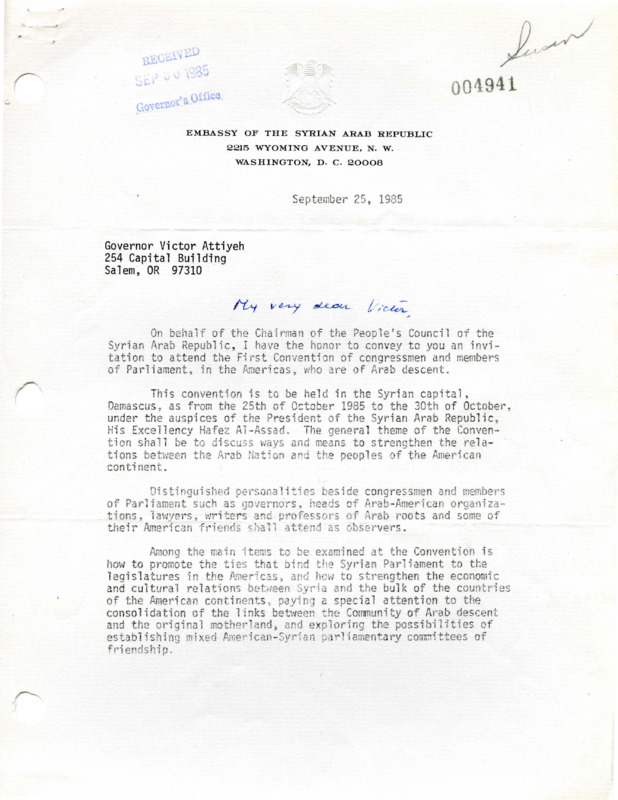 Susan
RECEIVED
SEP 30 1985
Governor's Office
004941
EMBASSY OF THE SYRIAN ARAB REPUBLIC
2215 WYOMING AVENUE, N. W.
WASHINGTON, D. C. 20008
September 25, 1985
Governor Victor Attiyeh
254 Capital Building
Salem, OR 97310
My very dear Victor,
On behalf of the Chairman of the People's Council of the
Syrian Arab Republic, I have the honor to convey to you an invi-
tation to attend the First Convention of congressmen and members
of Parliament, in the Americas, who are of Arab descent.
This convention is to be held in the Syrian capital,
Damascus, as from the 25th of October 1985 to the 30th of October,
under the auspices of the President of the Syrian Arab Republic,
His Excellency Hafez Al-Assad. The general theme of the Conven-
tion shall be to discuss ways and means to strengthen the rela-
tions between the Arab Nation and the peoples of the American
continent.
Distinguished personalities beside congressmen and members
of Parliament such as governors, heads of Arab-American organiza-
tions, lawyers, writers and professors of Arab roots and some of
their American friends shall attend as observers.
Among the main items to be examined at the Convention is
how to promote the ties that bind the Syrian Parliament to the
legislatures in the Americas, and how to strengthen the economic
and cultural relations between Syria and the bulk of the countries
of the American continents, paying a special attention to the
consolidation of the links between the Community of Arab descent
and the original motherland, and exploring the possibilities of
establishing mixed American-Syrian parliamentary committees of
friendship.